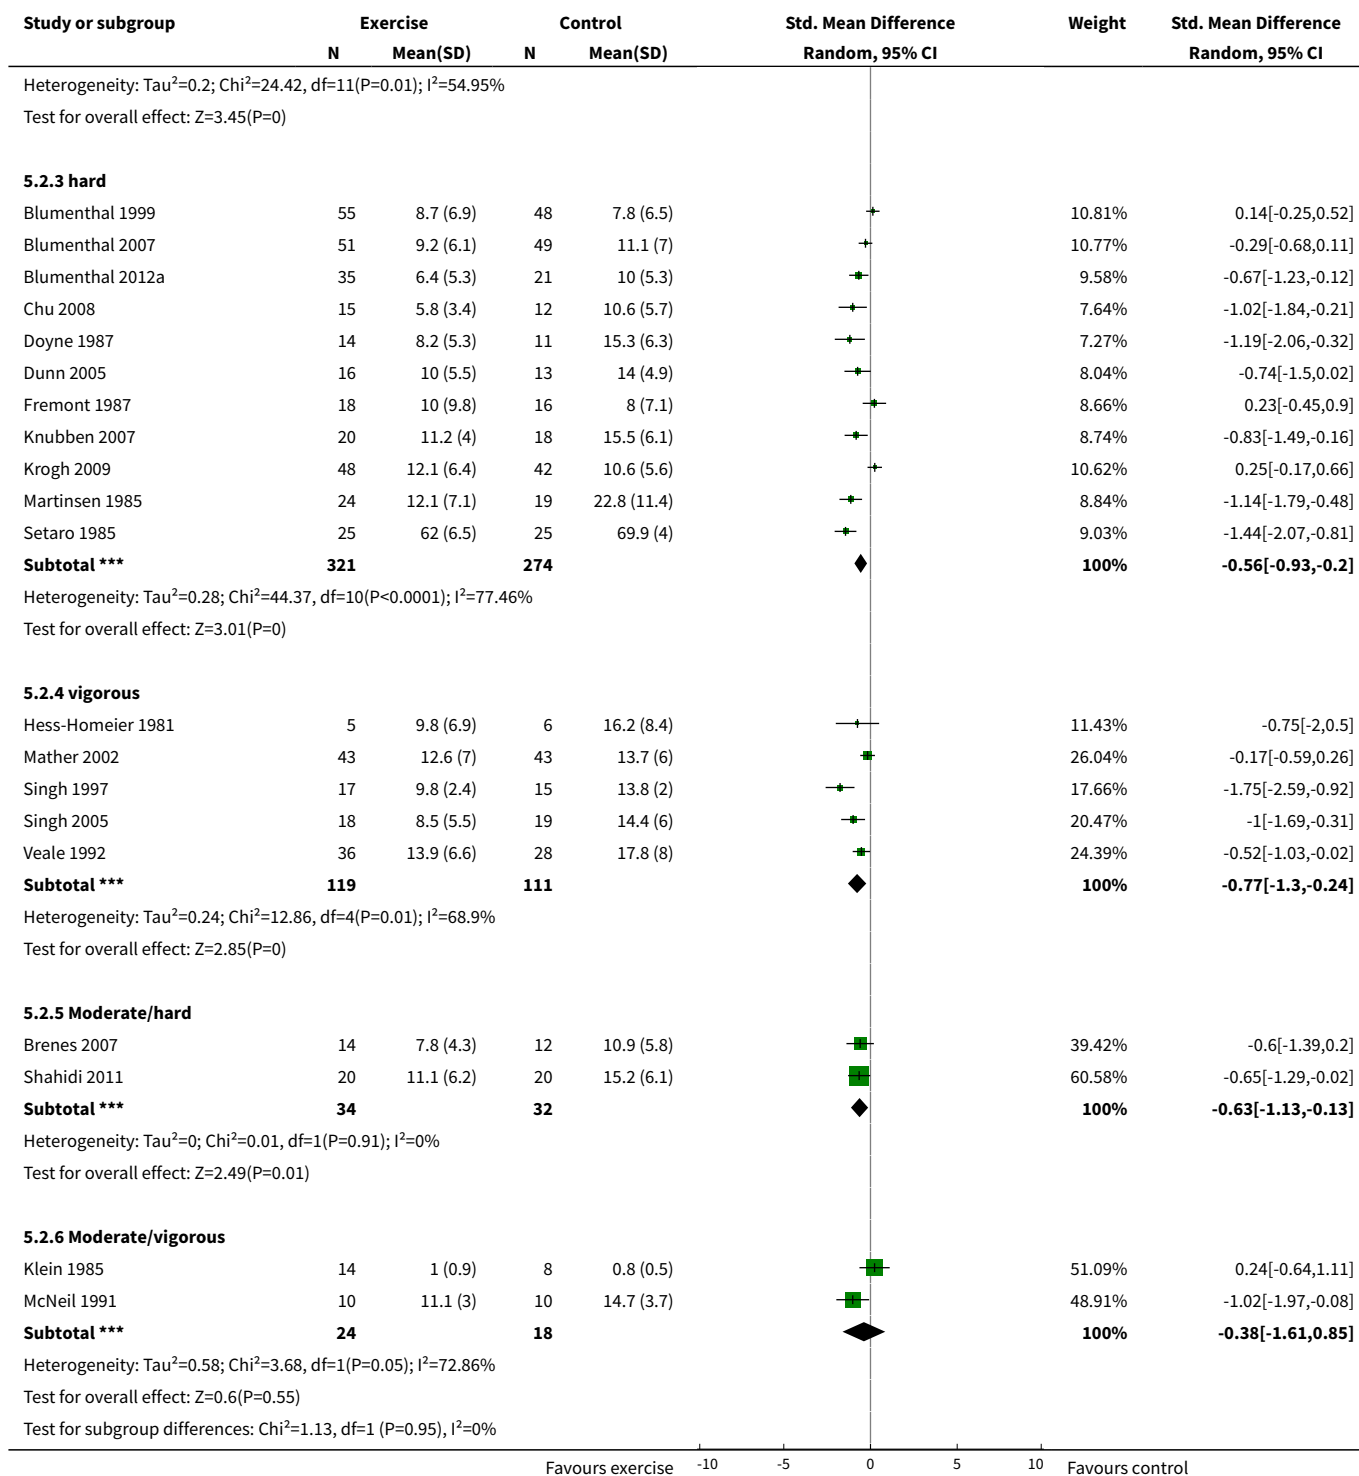 Study or subgroup Exercise Control Std. Mean Difference Weight Std. Mean Difference
N Mean(SD) N Mean(SD) Random, 95% CI Random, 95% CI
Heterogeneity: Tau²=0.2; Chi²=24.42, df=11(P=0.01); I²=54.95%
Test for overall effect: Z=3.45(P=0)
5.2.3 hard
Blumenthal 1999 55 8.7 (6.9) 48 7.8 (6.5) 10.81% 0.14[-0.25,0.52]
Blumenthal 2007 51 9.2 (6.1) 49 11.1 (7) 10.77% -0.29[-0.68,0.11]
Blumenthal 2012a 35 6.4 (5.3) 21 10 (5.3) 9.58% -0.67[-1.23,-0.12]
Chu 2008 15 5.8 (3.4) 12 10.6 (5.7) 7.64% -1.02[-1.84,-0.21]
Doyne 1987 14 8.2 (5.3) 11 15.3 (6.3) 7.27% -1.19[-2.06,-0.32]
Dunn 2005 16 10 (5.5) 13 14 (4.9) 8.04% -0.74[-1.5,0.02]
Fremont 1987 18 10 (9.8) 16 8 (7.1) 8.66% 0.23[-0.45,0.9]
Knubben 2007 20 11.2 (4) 18 15.5 (6.1) 8.74% -0.83[-1.49,-0.16]
Krogh 2009 48 12.1 (6.4) 42 10.6 (5.6) 10.62% 0.25[-0.17,0.66]
Martinsen 1985 24 12.1 (7.1) 19 22.8 (11.4) 8.84% -1.14[-1.79,-0.48]
Setaro 1985 25 62 (6.5) 25 69.9 (4) 9.03% -1.44[-2.07,-0.81]
Subtotal *** 321 274 100% -0.56[-0.93,-0.2]
Heterogeneity: Tau²=0.28; Chi²=44.37, df=10(P<0.0001); I²=77.46%
Test for overall effect: Z=3.01(P=0)
5.2.4 vigorous
Hess-Homeier 1981 5 9.8 (6.9) 6 16.2 (8.4) 11.43% -0.75[-2,0.5]
Mather 2002 43 12.6 (7) 43 13.7 (6) 26.04% -0.17[-0.59,0.26]
Singh 1997 17 9.8 (2.4) 15 13.8 (2) 17.66% -1.75[-2.59,-0.92]
Singh 2005 18 8.5 (5.5) 19 14.4 (6) 20.47% -1[-1.69,-0.31]
Veale 1992 36 13.9 (6.6) 28 17.8 (8) 24.39% -0.52[-1.03,-0.02]
Subtotal *** 119 111 100% -0.77[-1.3,-0.24]
Heterogeneity: Tau²=0.24; Chi²=12.86, df=4(P=0.01); I²=68.9%
Test for overall effect: Z=2.85(P=0)
5.2.5 Moderate/hard
Brenes 2007 14 7.8 (4.3) 12 10.9 (5.8) 39.42% -0.6[-1.39,0.2]
Shahidi 2011 20 11.1 (6.2) 20 15.2 (6.1) 60.58% -0.65[-1.29,-0.02]
Subtotal *** 34 32 100% -0.63[-1.13,-0.13]
Heterogeneity: Tau²=0; Chi²=0.01, df=1(P=0.91); I²=0%
Test for overall effect: Z=2.49(P=0.01)
5.2.6 Moderate/vigorous
Klein 1985 14 1 (0.9) 8 0.8 (0.5) 51.09% 0.24[-0.64,1.11]
McNeil 1991 10 11.1 (3) 10 14.7 (3.7) 48.91% -1.02[-1.97,-0.08]
Subtotal *** 24 18 100% -0.38[-1.61,0.85]
Heterogeneity: Tau²=0.58; Chi²=3.68, df=1(P=0.05); I²=72.86%
Test for overall effect: Z=0.6(P=0.55)
Test for subgroup differences: Chi²=1.13, df=1 (P=0.95), I²=0%
Favours exercise -10 -5 0 5 10 Favours control